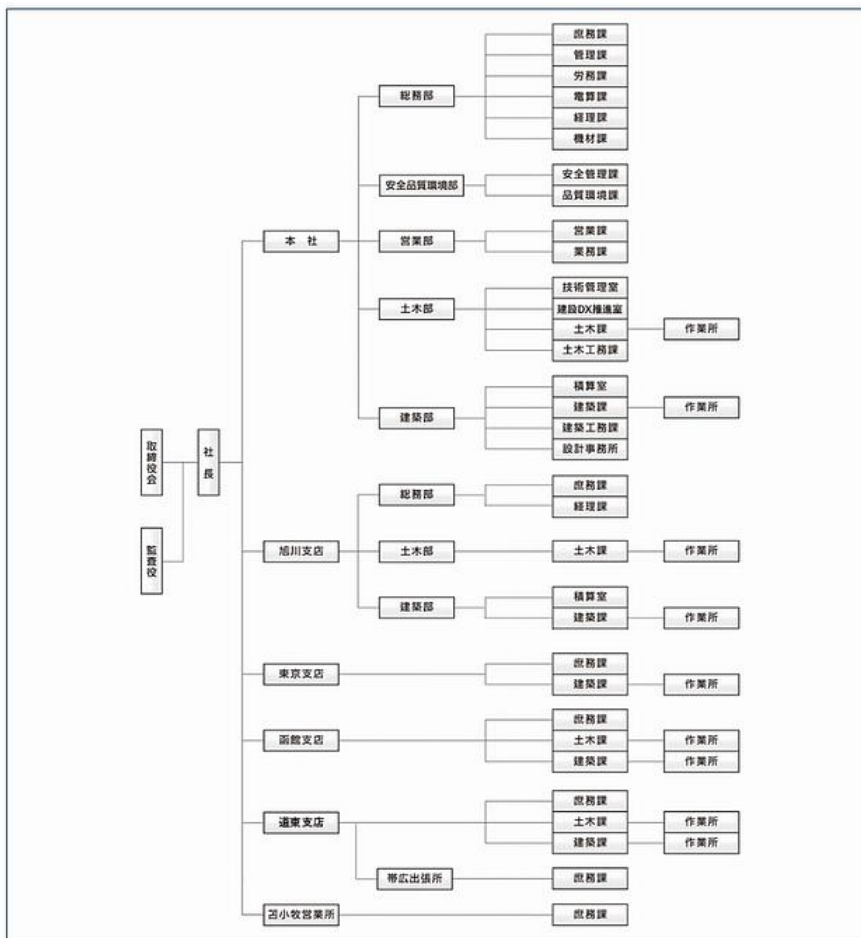 取締役会
監査役
社長
本 社
総務部
庶務課
管理課
労務課
電算課
経理課
機材課
安全品質環境部
安全管理課
品質環境課
営業部
営業課
業務課
土木部
技術管理室
建設DX推進室
土木課
作業所
土木工務課
建築部
積算室
建築課
作業所
建築工務課
設計事務所
旭川支店
総務部
庶務課
経理課
土木部
土木課
作業所
建築部
積算室
建築課
作業所
東京支店
庶務課
建築課
作業所
函館支店
庶務課
土木課
作業所
建築課
作業所
道東支店
庶務課
土木課
作業所
建築課
作業所
帯広出張所
庶務課
苫小牧営業所
庶務課